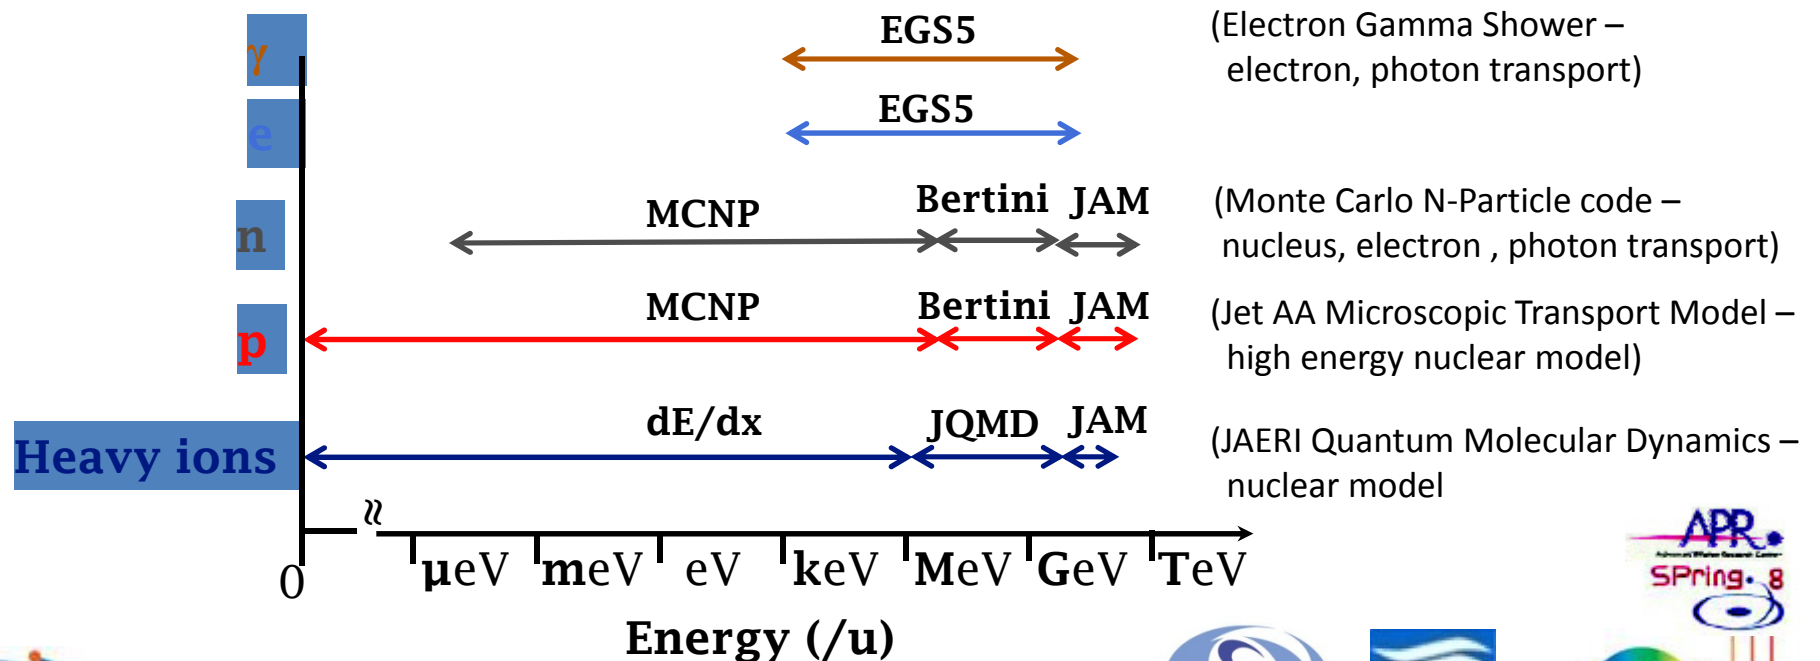 γ
EGS5
(Electron Gamma Shower –
electron, photon transport)
e
EGS5
n
MCNP
Bertini
JAM
(Monte Carlo N-Particle code –
nucleus, electron , photon transport)
p
MCNP
Bertini
JAM
(Jet AA Microscopic Transport Model –
high energy nuclear model)
Heavy ions
dE/dx
JQMD
JAM
(JAERI Quantum Molecular Dynamics –
nuclear model
0
≈
µeV meV eV keV MeV GeV TeV
Energy (/u)
APR
SPring-8